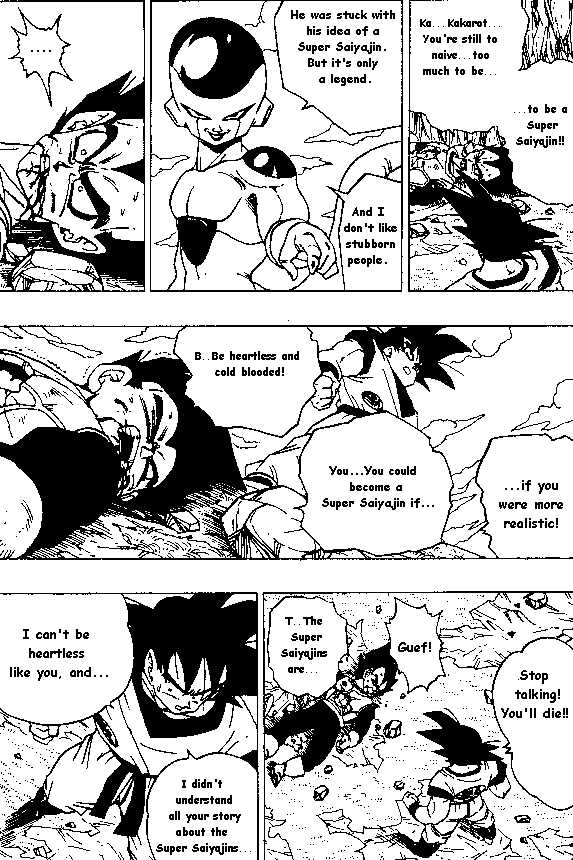 Ka...Kakarot...
You're still to
naive...too
much to be...
...to be a
Super
Saiyajin!!
He was stuck with
his idea of a
Super Saiyajin.
But it's only
a legend.
And I
don't like
stubborn
people.
....
...if you
were more
realistic!
You...You could
become a
Super Saiyajin if...
B..Be heartless and
cold blooded!
Stop
talking!
You'll die!!
Guef!
T..The
Super
Saiyajins
are...
I can't be
heartless
like you, and...
I didn't
understand
all your story
about the
Super Saiyajins...